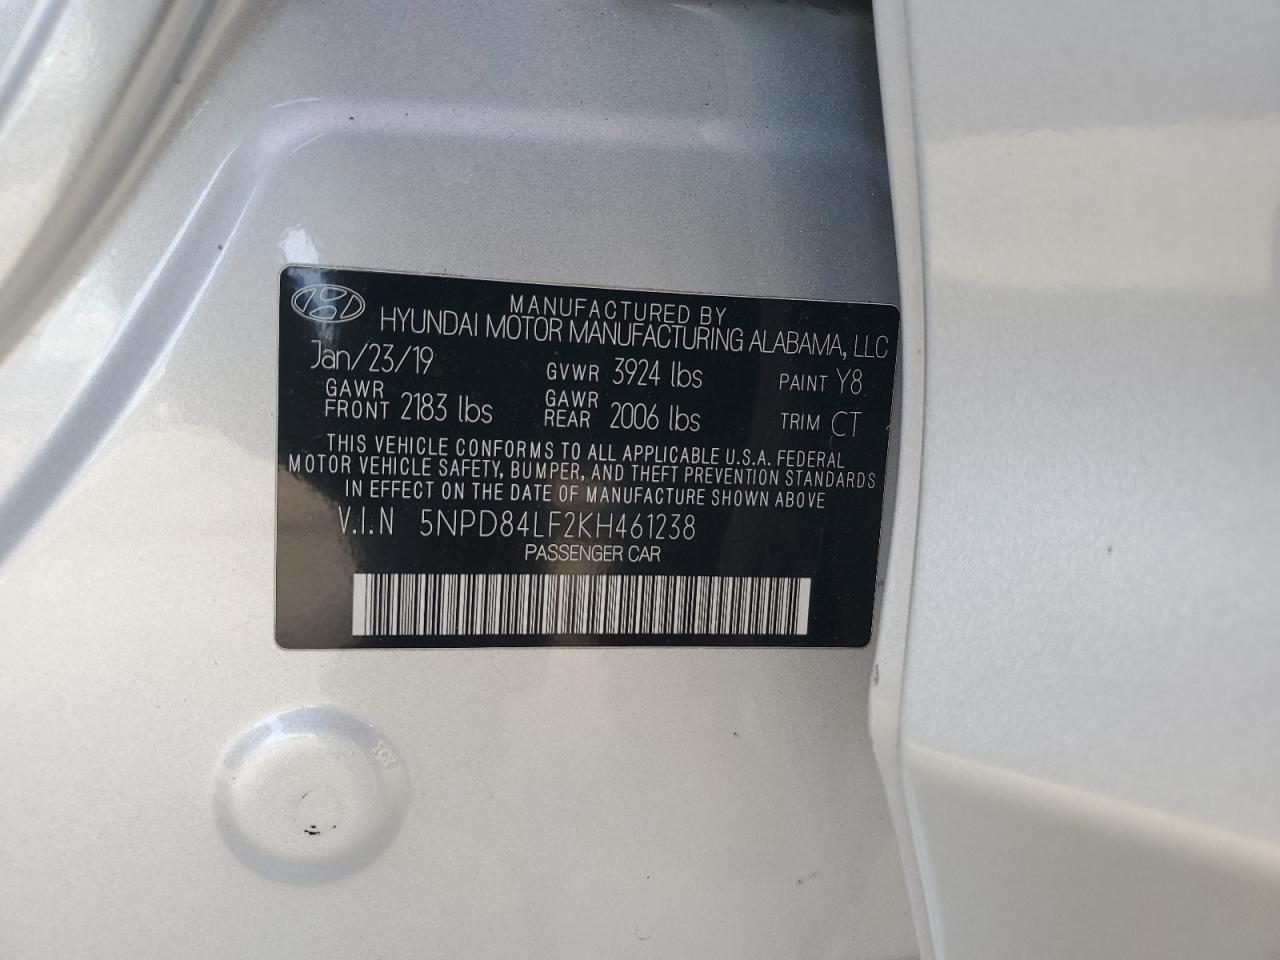 MANUFACTURED BY
HYUNDAI MOTOR MANUFACTURING ALABAMA, LLC
Jan/23/19 GVWR 3924 lbs PAINT Y8
GAWR FRONT 2183 lbs GAWR REAR 2006 lbs TRIM CT
THIS VEHICLE CONFORMS TO ALL APPLICABLE U.S.A. FEDERAL
MOTOR VEHICLE SAFETY, BUMPER, AND THEFT PREVENTION STANDARDS
IN EFFECT ON THE DATE OF MANUFACTURE SHOWN ABOVE
V.I.N 5NPD84LF2KH461238
PASSENGER CAR